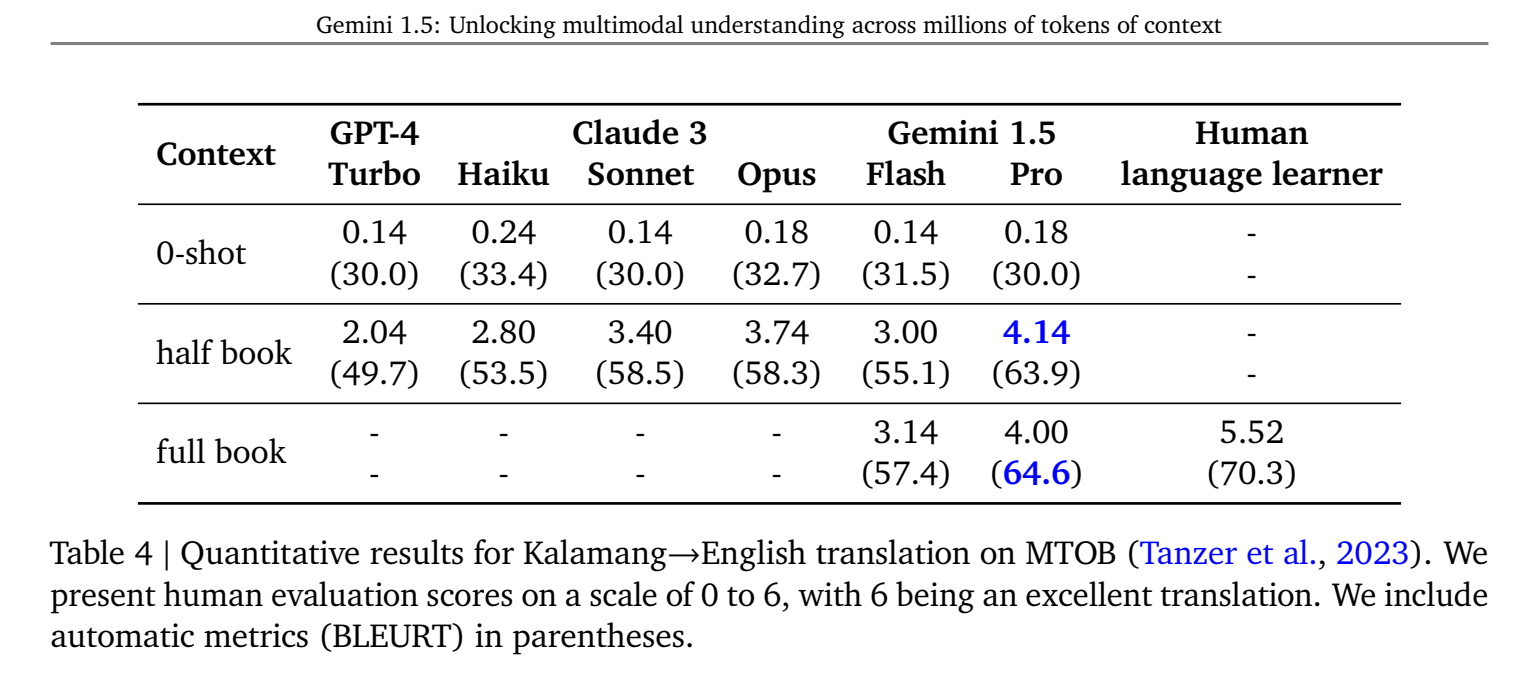 Gemini 1.5: Unlocking multimodal understanding across millions of tokens of context
Context GPT-4 Turbo Claude 3 Haiku Sonnet Opus Gemini 1.5 Flash Pro Human language learner
0-shot 0.14 0.24 0.14 0.18 0.14 0.18 -
(30.0) (33.4) (30.0) (32.7) (31.5) (30.0) -
half book 2.04 2.80 3.40 3.74 3.00 4.14 -
(49.7) (53.5) (58.5) (58.3) (55.1) (63.9) -
full book - - - - 3.14 4.00 5.52
- - - - (57.4) (64.6) (70.3)
Table 4 | Quantitative results for Kalamang→English translation on MTOB (Tanzer et al., 2023). We
present human evaluation scores on a scale of 0 to 6, with 6 being an excellent translation. We include
automatic metrics (BLEURT) in parentheses.